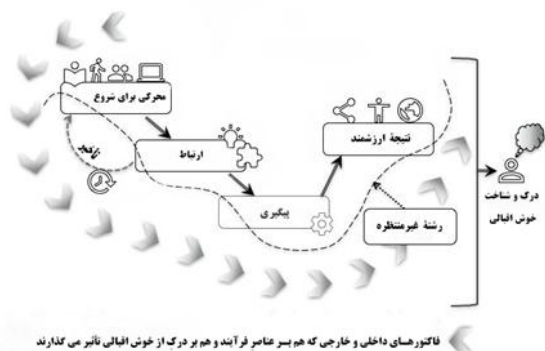 محرکی برای شروع
ارتباط
تأخیر
پیگیری
نتیجهٔ ارزشمند
رشتهٔ غیرمنتظره
درک و شناخت
خوش اقبالی
فاکتورهای داخلی و خارجی که هم بر عناصر فرآیند و هم بر درک از خوش اقبالی تأثیر می گذارند